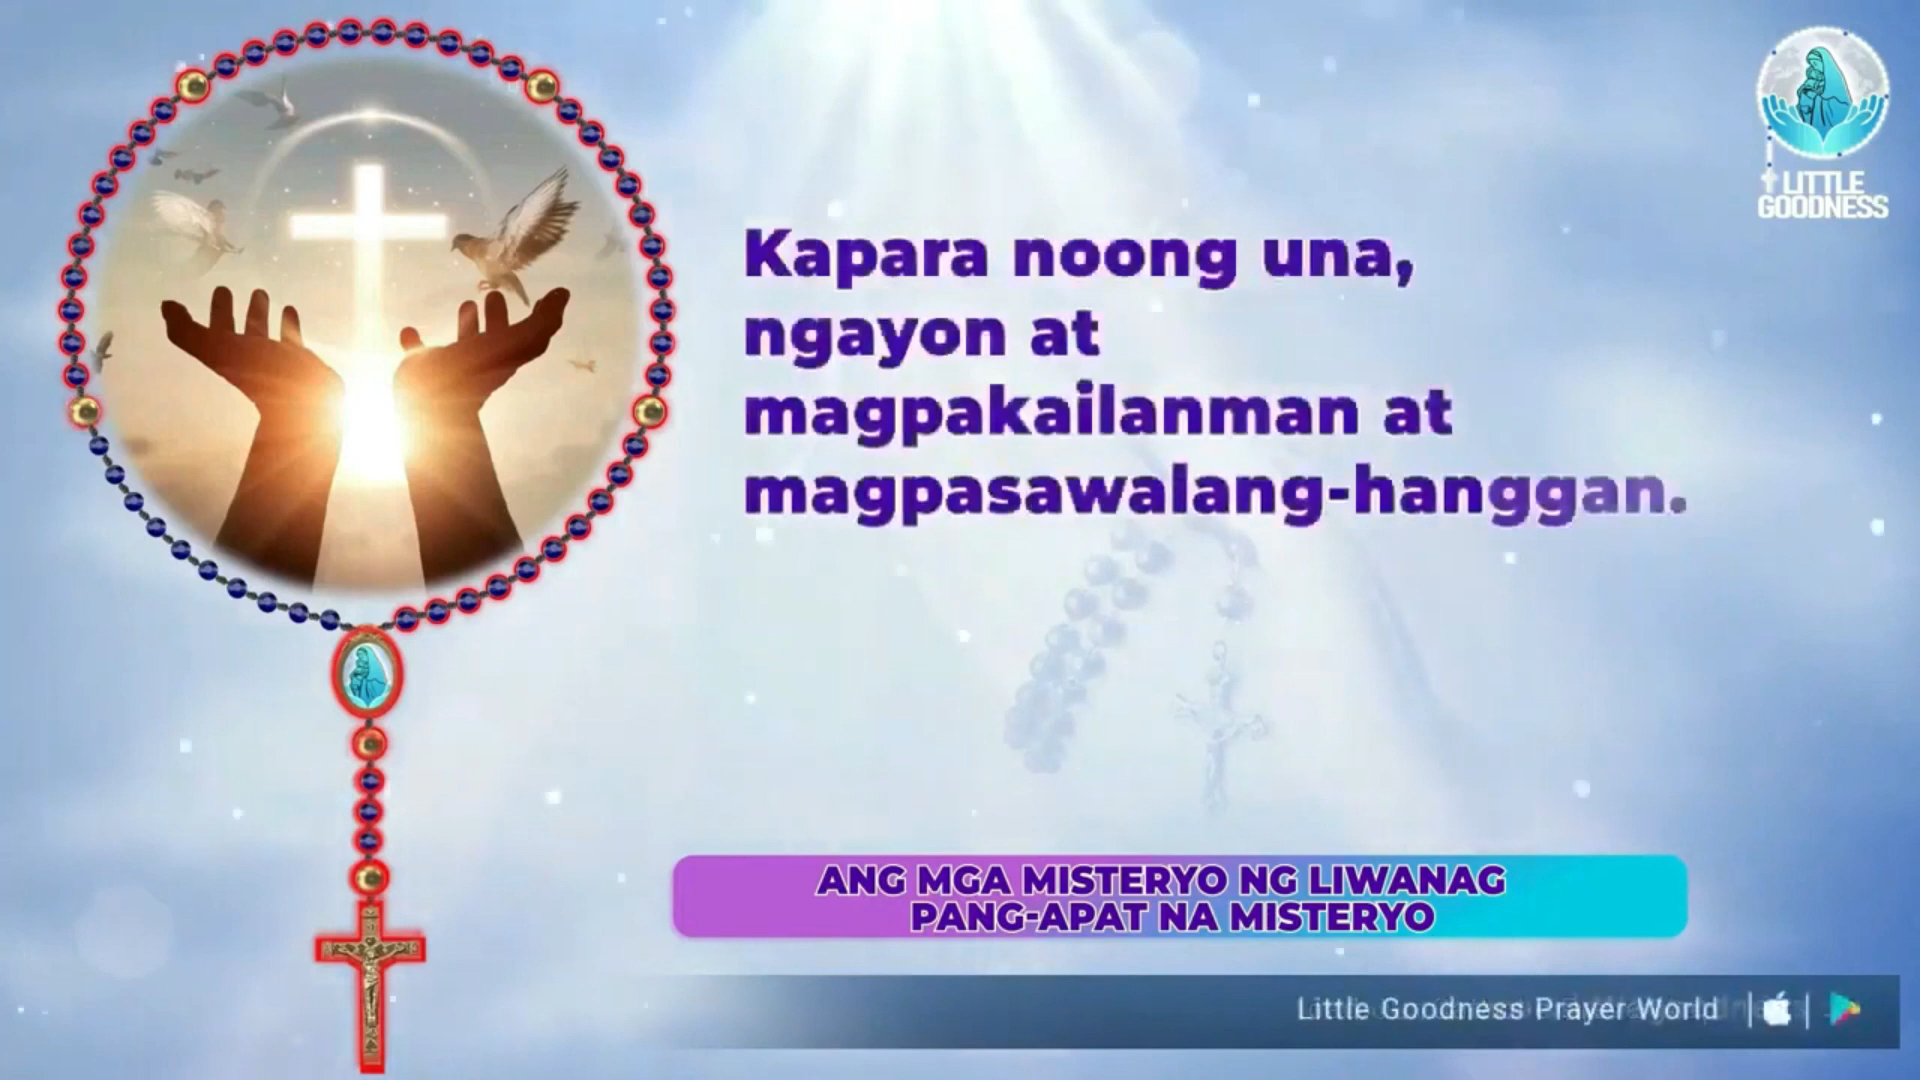 LITTLE
GOODNESS
Kapara noong una,
ngayon at
magpakailanman at
magpasawalang-hanggan.
ANG MGA MISTERYO NG LIWANAG
PANG-APAT NA MISTERYO
Little Goodness Prayer World